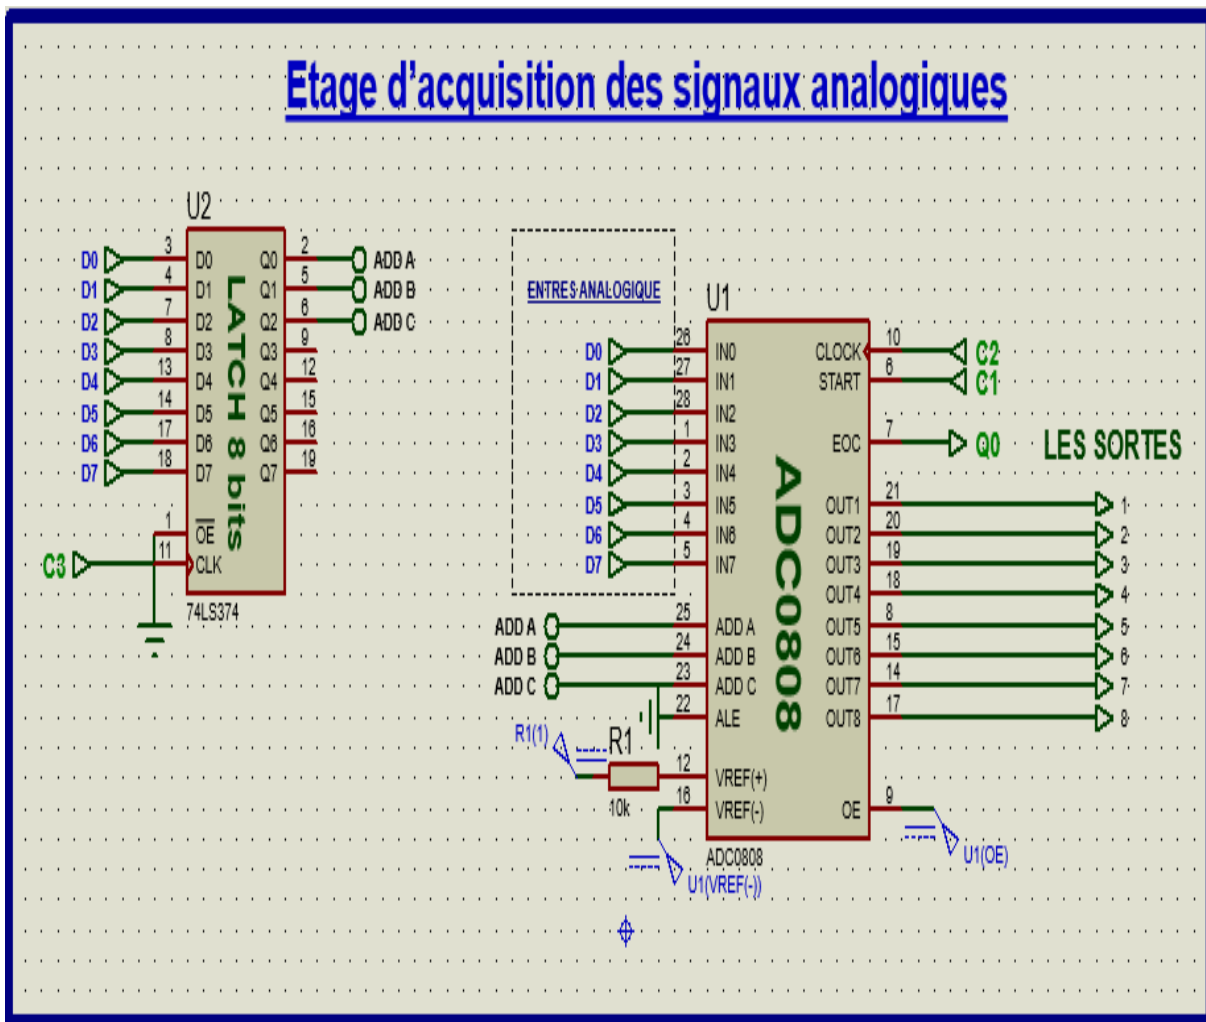 Etage d'acquisition des signaux analogiques
U2
D0 3 D0 Q0 2 ADD A
D1 4 D1 Q1 5 ADD B
D2 7 D2 Q2 6 ADD C
D3 8 D3 Q3 9
D4 13 D4 Q4 12
D5 14 D5 Q5 15
D6 17 D6 Q6 16
D7 18 D7 Q7 19
1 OE
C3 11 CLK
LATCH 8 bits
74LS374
ENTRES ANALOGIQUE
U1
D0 26 IN0
D1 27 IN1
D2 28 IN2
D3 1 IN3
D4 2 IN4
D5 3 IN5
D6 4 IN6
D7 5 IN7
ADD A 25 ADD A
ADD B 24 ADD B
ADD C 23 ADD C
22 ALE
R1(1) R1 12 VREF(+)
10k
16 VREF(-)
U1(VREF(-))
ADC0808
ADC0808
CLOCK 10 C2
START 6 C1
EOC 7 Q0
LES SORTES
OUT1 21 1
OUT2 20 2
OUT3 19 3
OUT4 18 4
OUT5 8 5
OUT6 15 6
OUT7 14 7
OUT8 17 8
OE 9 U1(OE)